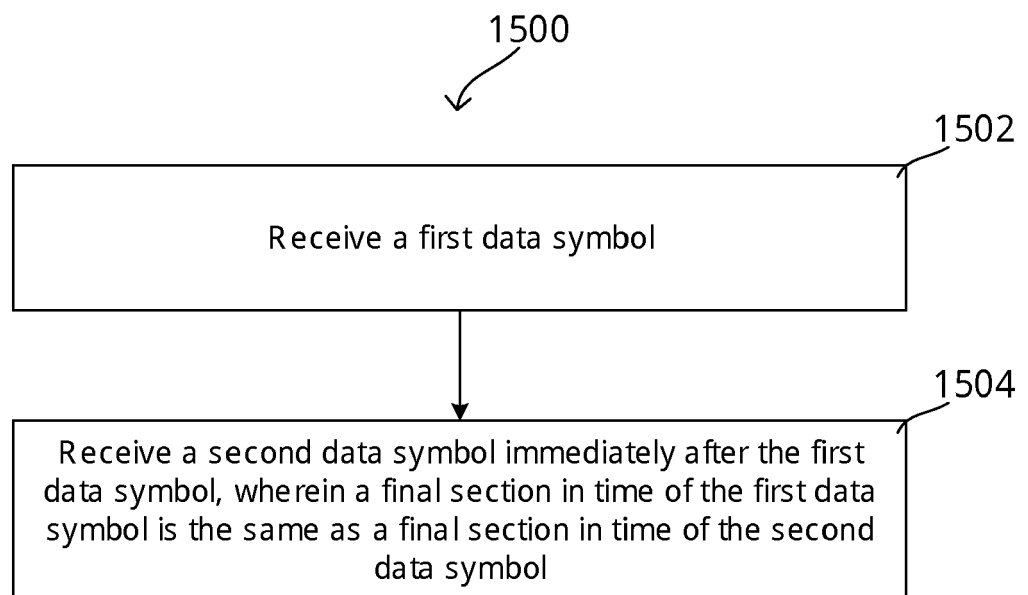 1500
1502
Receive a first data symbol
1504
Receive a second data symbol immediately after the first
data symbol, wherein a final section in time of the first data
symbol is the same as a final section in time of the second
data symbol